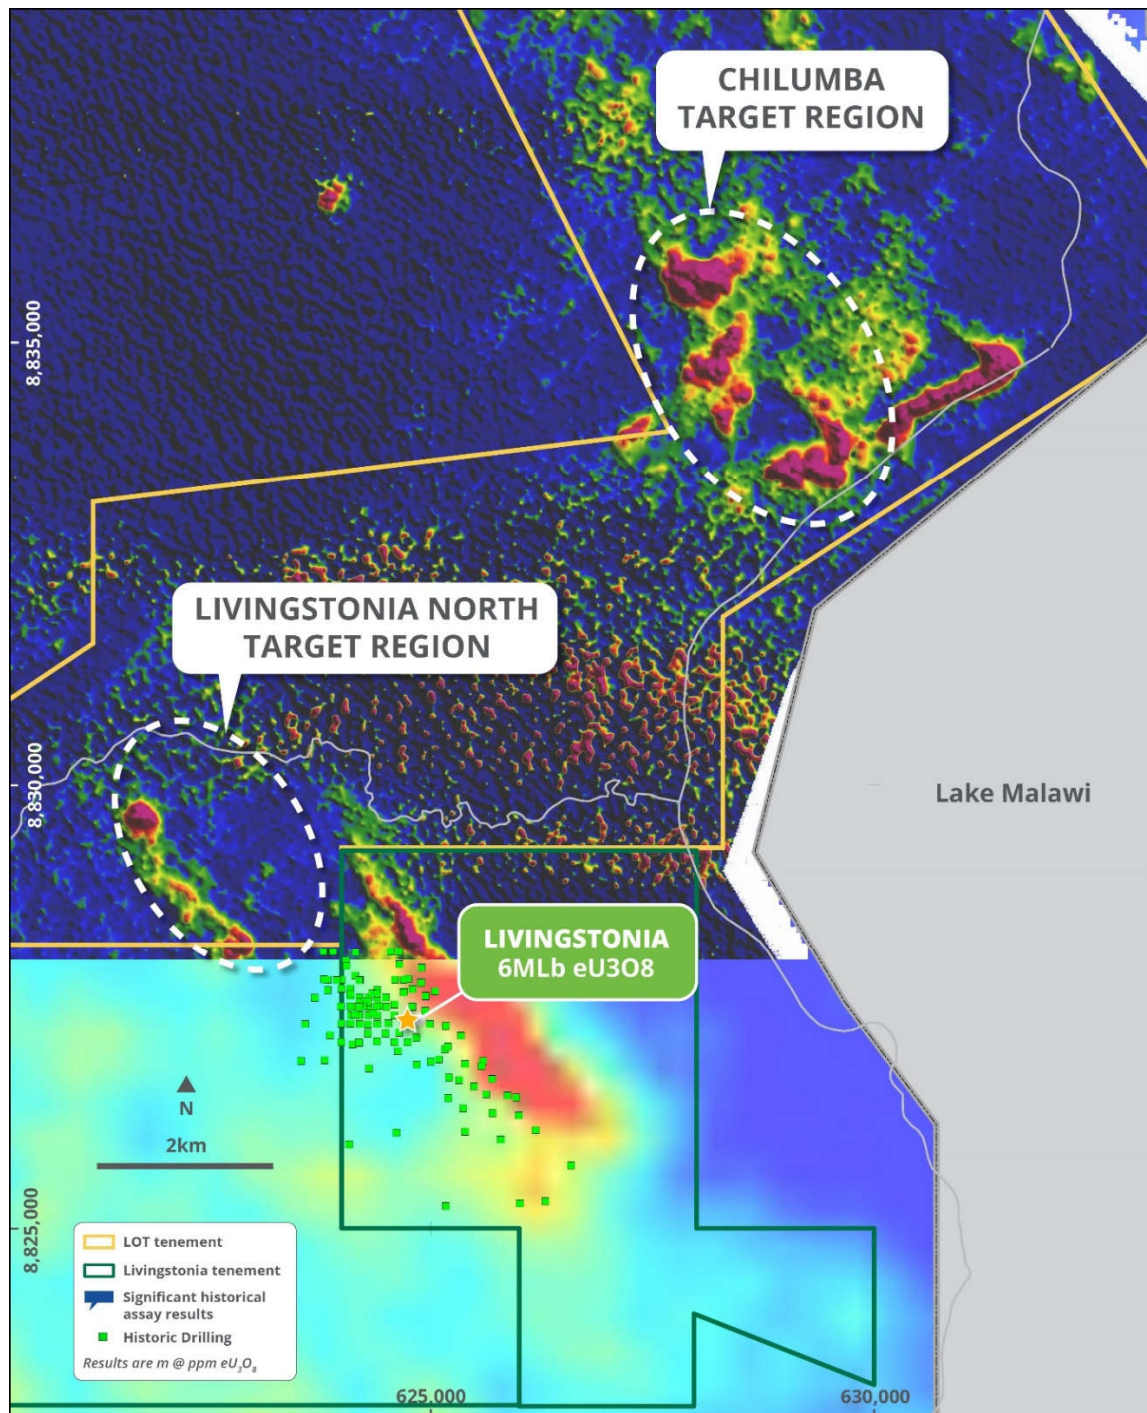 CHILUMBA
TARGET REGION
8,835,000
LIVINGSTONIA NORTH
TARGET REGION
8,830,000
Lake Malawi
LIVINGSTONIA
6MLb eU3O8
N
2km
8,825,000
LOT tenement
Livingstonia tenement
Significant historical
assay results
Historic Drilling
Results are m @ ppm eU₃O₈
625,000
630,000